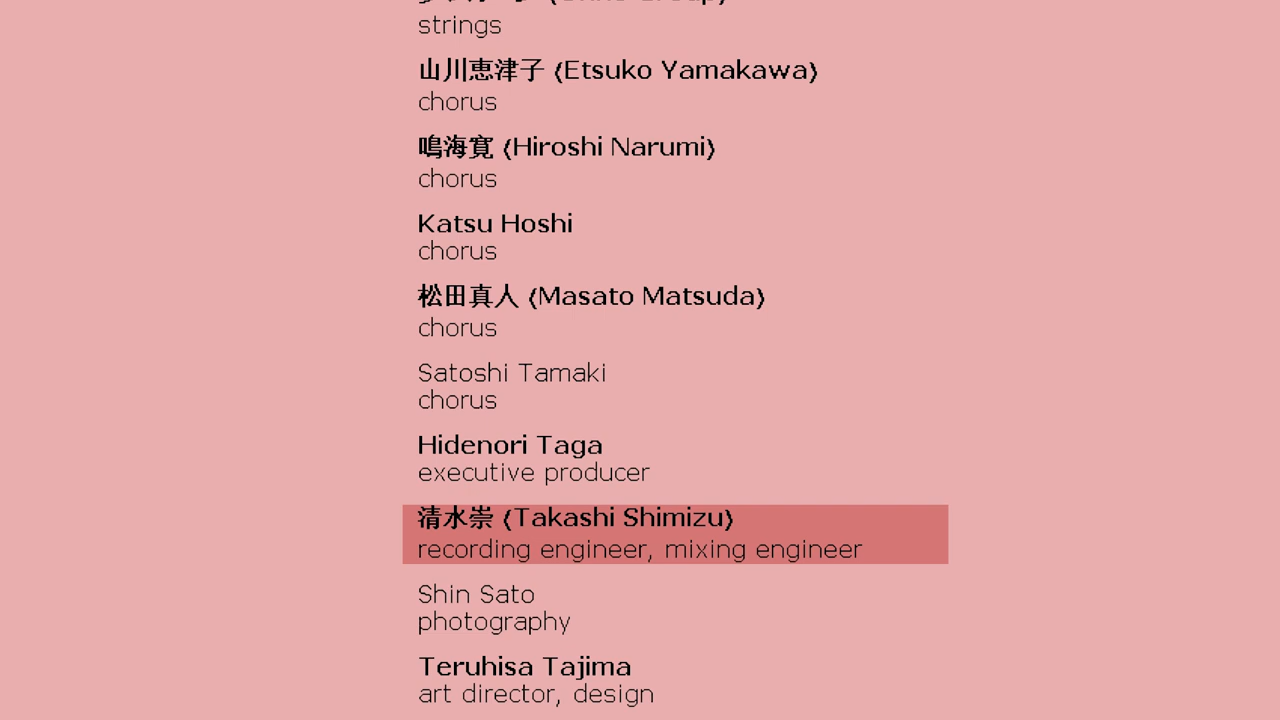 strings
山川恵津子 (Etsuko Yamakawa)
chorus
鳴海寛 (Hiroshi Narumi)
chorus
Katsu Hoshi
chorus
松田真人 (Masato Matsuda)
chorus
Satoshi Tamaki
chorus
Hidenori Taga
executive producer
清水崇 (Takashi Shimizu)
recording engineer, mixing engineer
Shin Sato
photography
Teruhisa Tajima
art director, design